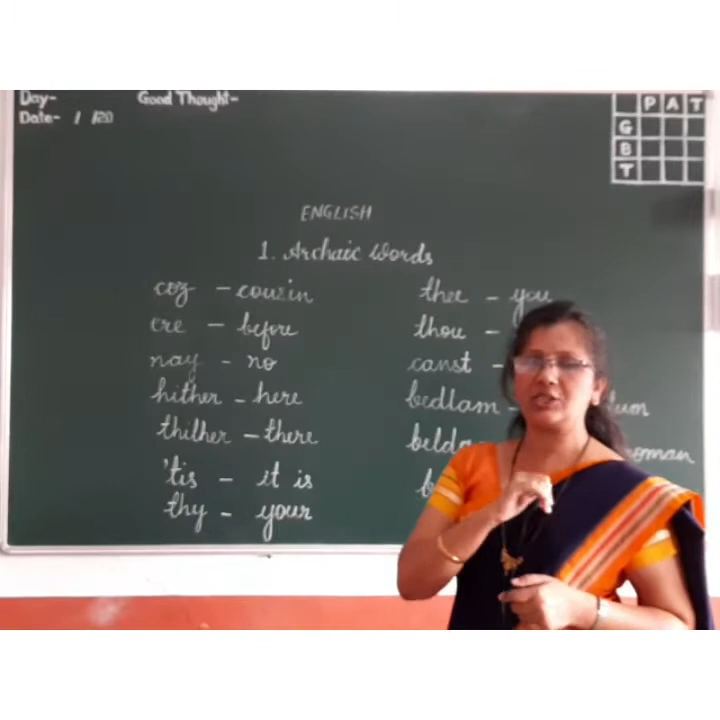 Day-
Good Thought-
Date- / /20
P A T
G
B
T
ENGLISH
1. Archaic Words
coz - cousin
ere - before
nay - no
hither - here
thither - there
'tis - it is
thy - your
thee - you
thou -
canst -
bedlam -